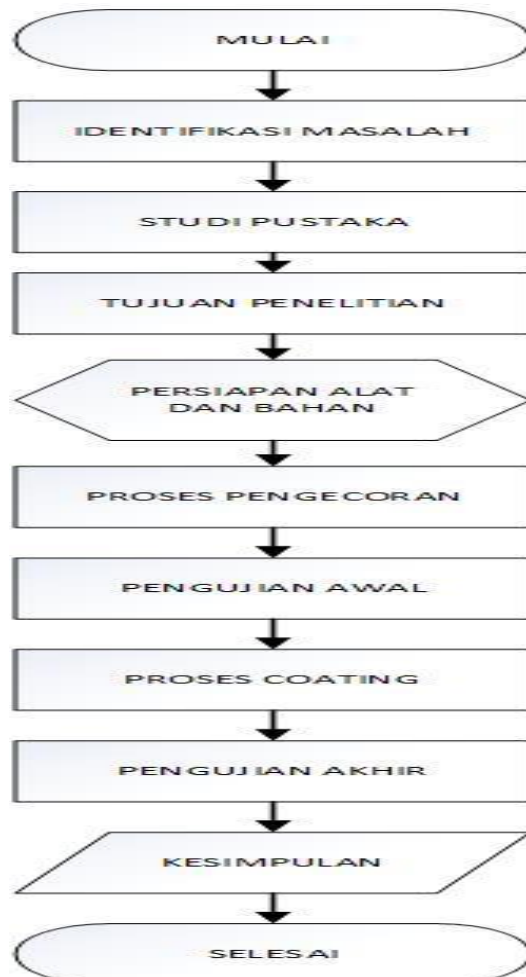 MULAI
IDENTIFIKASI MASALAH
STUDI PUSTAKA
TUJUAN PENELITIAN
PERSIAPAN ALAT
DAN BAHAN
PROSES PENGECORAN
PENGUJIAN AWAL
PROSES COATING
PENGUJIAN AKHIR
KESIMPULAN
SELESAI